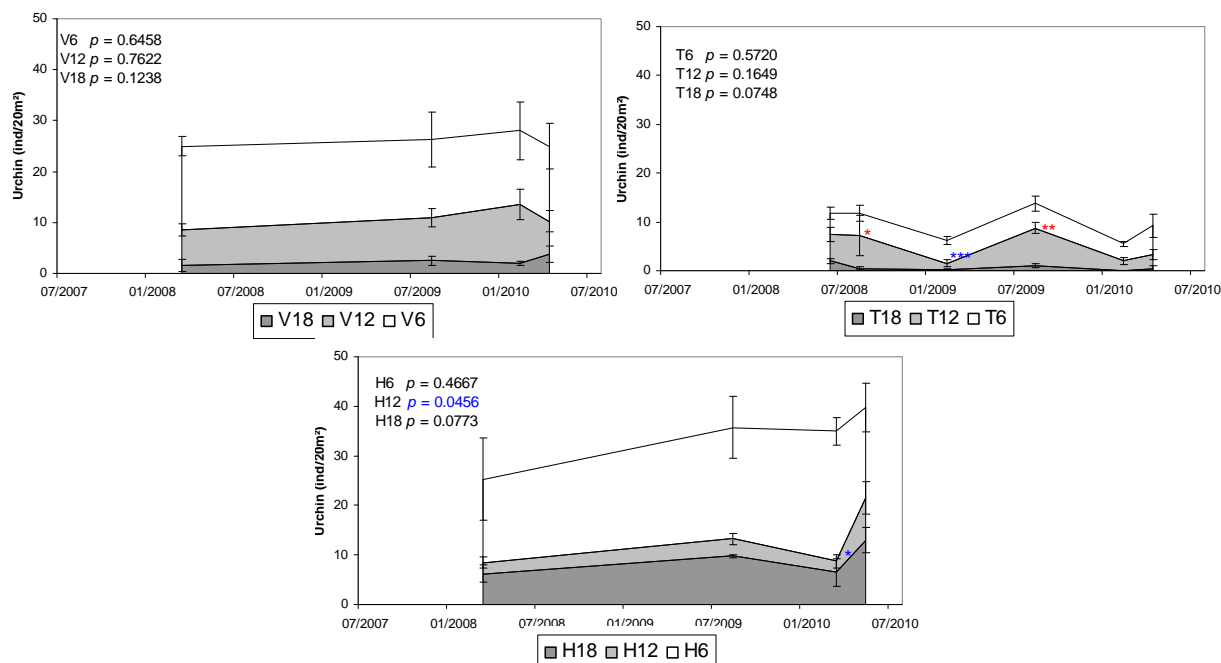 50
40
30
20
10
0
Urchin (ind/20m²)
V6 p = 0.6458
V12 p = 0.7622
V18 p = 0.1238
07/2007 01/2008 07/2008 01/2009 07/2009 01/2010 07/2010
V18 V12 V6
50
40
30
20
10
0
Urchin (ind/20m²)
T6 p = 0.5720
T12 p = 0.1649
T18 p = 0.0748
*
***
**
07/2007 01/2008 07/2008 01/2009 07/2009 01/2010 07/2010
T18 T12 T6
50
40
30
20
10
0
Urchin (ind/20m²)
H6 p = 0.4667
H12 p = 0.0456
H18 p = 0.0773
*
07/2007 01/2008 07/2008 01/2009 07/2009 01/2010 07/2010
H18 H12 H6